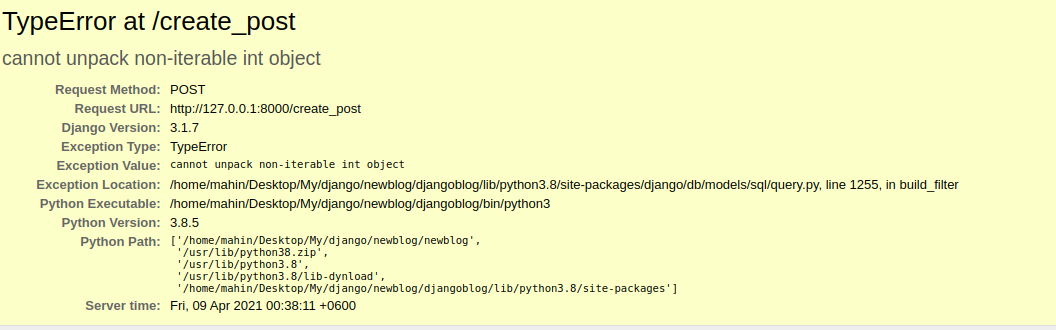 TypeError at /create_post
cannot unpack non-iterable int object
Request Method: POST
Request URL: http://127.0.0.1:8000/create_post
Django Version: 3.1.7
Exception Type: TypeError
Exception Value: cannot unpack non-iterable int object
Exception Location: /home/mahin/Desktop/My/django/newblog/djangoblog/lib/python3.8/site-packages/django/db/models/sql/query.py, line 1255, in build_filter
Python Executable: /home/mahin/Desktop/My/django/newblog/djangoblog/bin/python3
Python Version: 3.8.5
Python Path: ['/home/mahin/Desktop/My/django/newblog/newblog',
'/usr/lib/python38.zip',
'/usr/lib/python3.8',
'/usr/lib/python3.8/lib-dynload',
'/home/mahin/Desktop/My/django/newblog/djangoblog/lib/python3.8/site-packages']
Server time: Fri, 09 Apr 2021 00:38:11 +0600